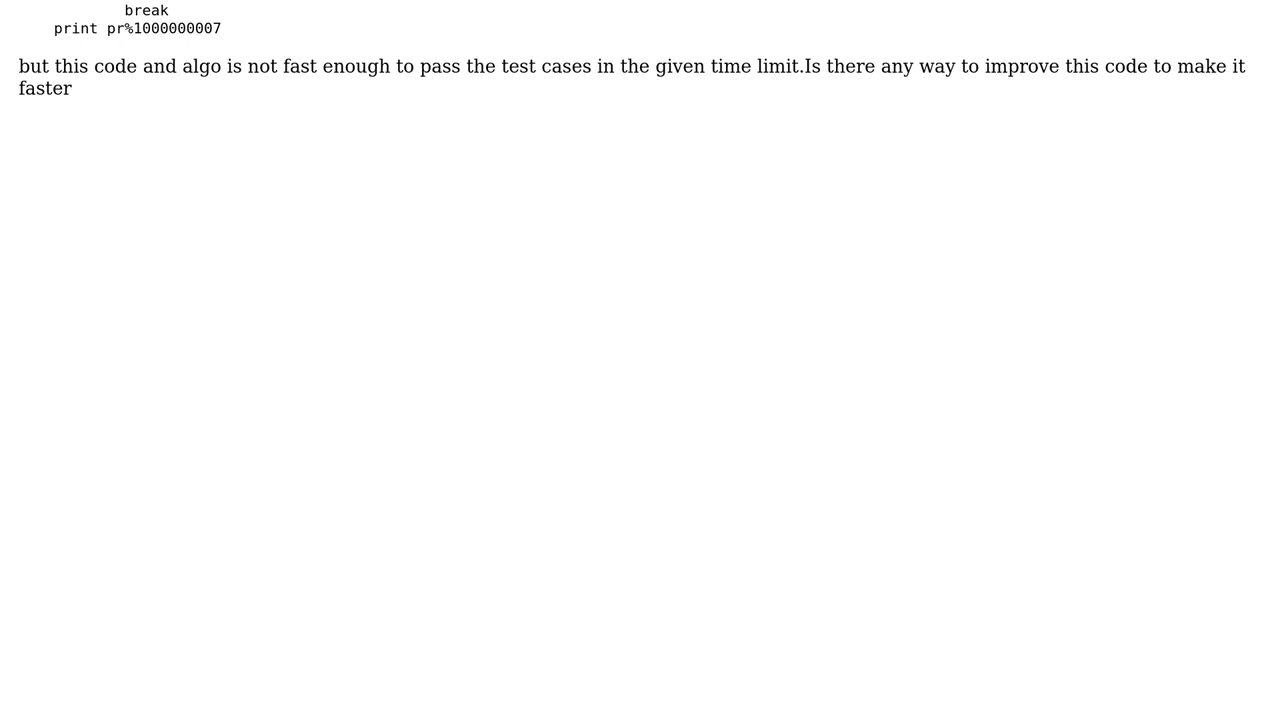 break
print pr%1000000007
but this code and algo is not fast enough to pass the test cases in the given time limit.Is there any way to improve this code to make it
faster